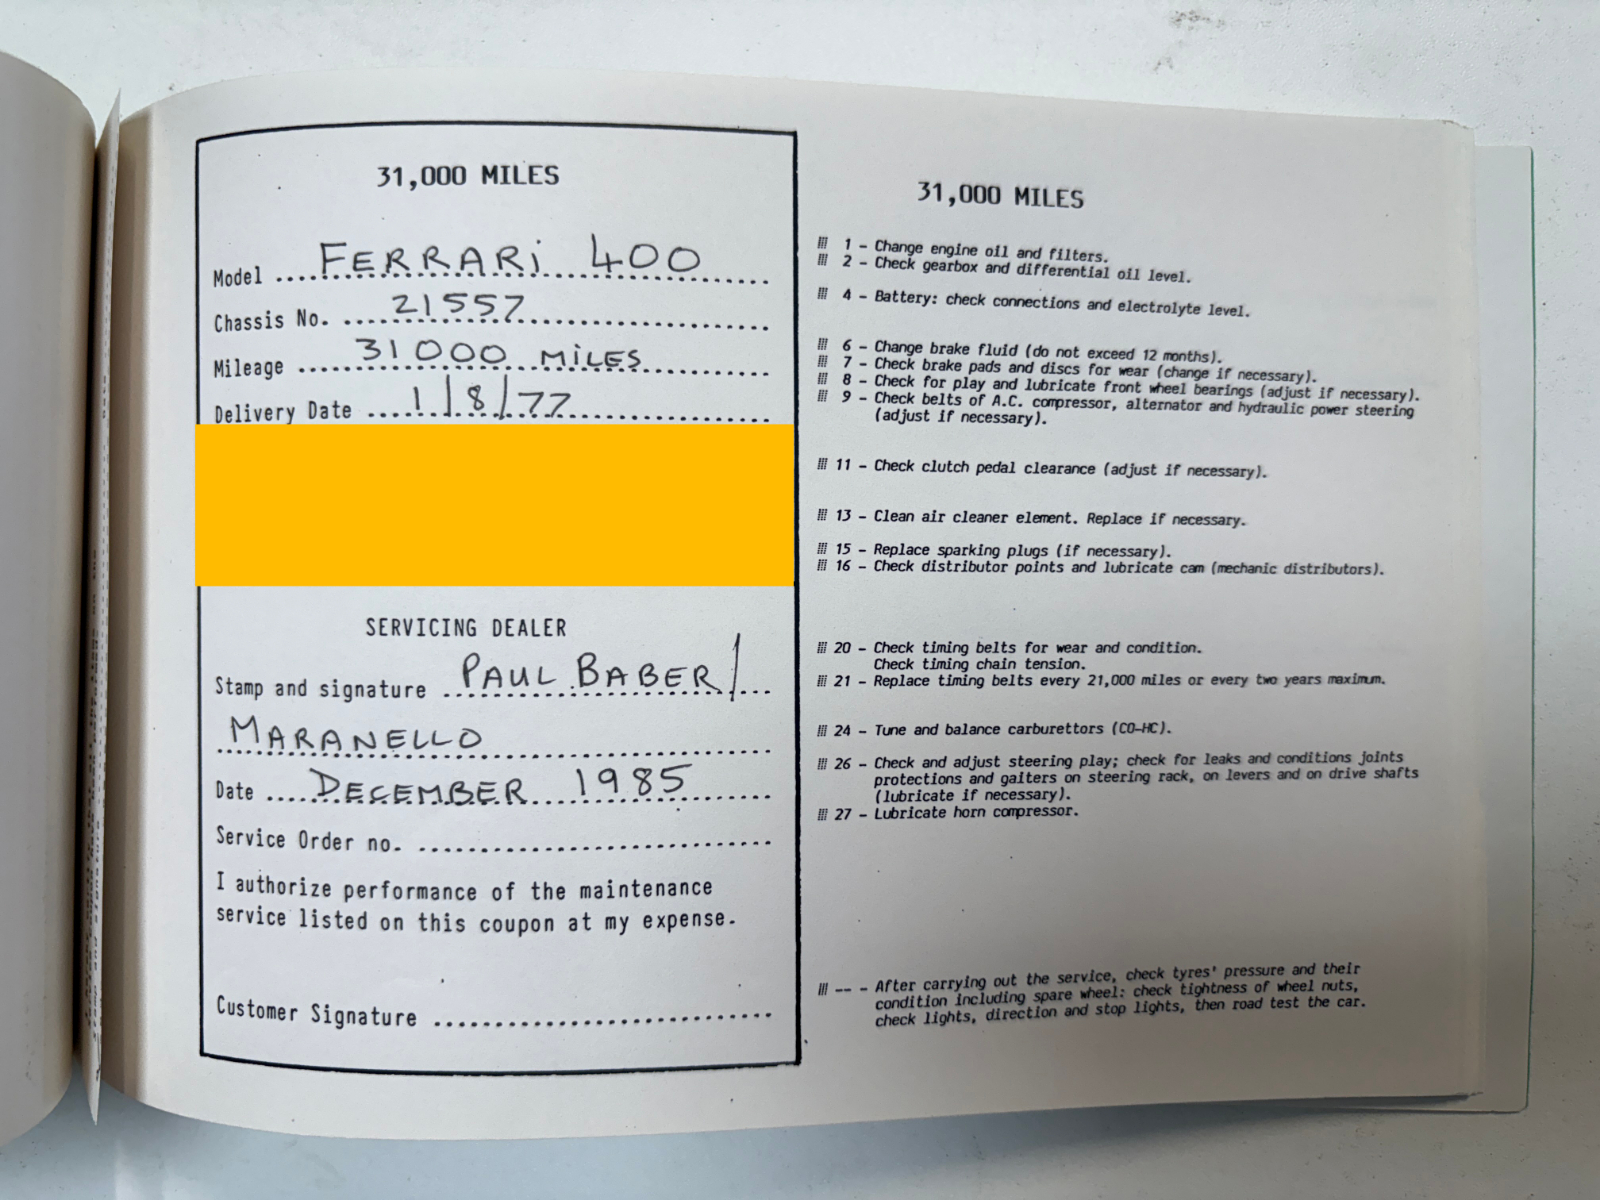 31,000 MILES
Model ....FERRARi 400
Chassis No. ....21557
Mileage 31000 MiLES
Delivery Date ....1/8/77
SERVICING DEALER
Stamp and signature PAUL BABER/
MARANELLO
Date ....DECEMBER 1985
Service Order no.
I authorize performance of the maintenance
service listed on this coupon at my expense.
Customer Signature
31,000 MILES
1 - Change engine oil and filters.
2 - Check gearbox and differential oil level.
4 - Battery: check connections and electrolyte level.
6 - Change brake fluid (do not exceed 12 months).
7 - Check brake pads and discs for wear (change if necessary).
8 - Check for play and lubricate front wheel bearings (adjust if necessary).
9 - Check belts of A.C. compressor, alternator and hydraulic power steering
(adjust if necessary).
11 - Check clutch pedal clearance (adjust if necessary).
13 - Clean air cleaner element. Replace if necessary.
15 - Replace sparking plugs (if necessary).
16 - Check distributor points and lubricate cam (mechanic distributors).
20 - Check timing belts for wear and condition.
Check timing chain tension.
21 - Replace timing belts every 21,000 miles or every two years maximum.
24 - Tune and balance carburettors (CO-HC).
26 - Check and adjust steering play; check for leaks and conditions joints
protections and gaiters on steering rack, on levers and on drive shafts
(lubricate if necessary).
27 - Lubricate horn compressor.
-- - After carrying out the service, check tyres' pressure and their
condition including spare wheel: check tightness of wheel nuts,
check lights, direction and stop lights, then road test the car.